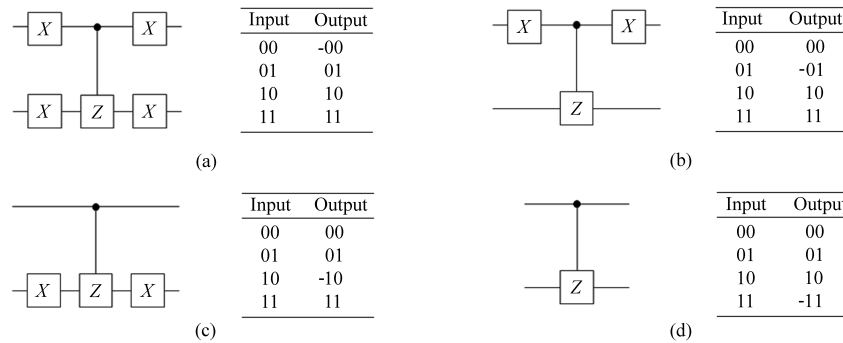 X X Input Output
00 -00
01 01
10 10
11 11
X Z X
(a)
X X Input Output
00 00
01 -01
10 10
11 11
Z
(b)
Input Output
00 00
01 01
10 -10
11 11
X Z X
(c)
Input Output
00 00
01 01
10 10
11 -11
Z
(d)